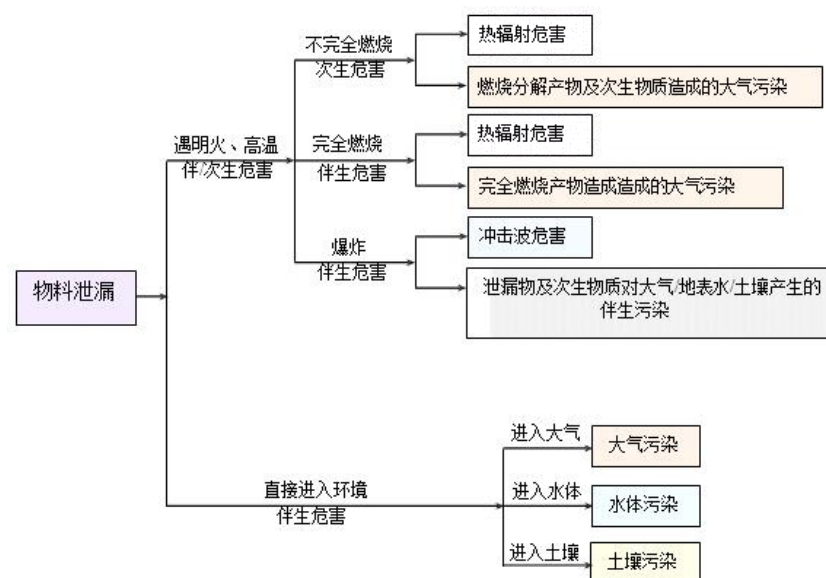 不完全燃烧
次生危害
热辐射危害
燃烧分解产物及次生物质造成的大气污染
遇明火、高温
伴/次生危害
完全燃烧
伴生危害
热辐射危害
完全燃烧产物造成造成的大气污染
爆炸
伴生危害
冲击波危害
泄漏物及次生物质对大气/地表水/土壤产生的
伴生污染
物料泄漏
直接进入环境
伴生危害
进入大气
大气污染
进入水体
水体污染
进入土壤
土壤污染